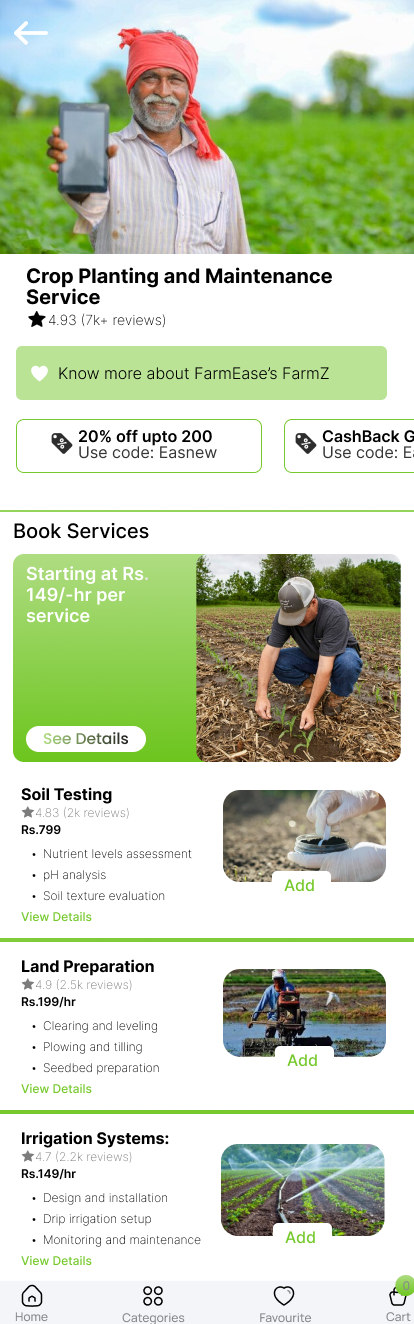 Crop Planting and Maintenance
Service
4.93 (7k+ reviews)
Know more about FarmEase's FarmZ
20% off upto 200
Use code: Easnew
CashBack G
Use code: Ea
Book Services
Starting at Rs.
149/-hr per
service
See Details
Soil Testing
4.83 (2k reviews)
Rs.799
• Nutrient levels assessment
• pH analysis
• Soil texture evaluation
View Details
Add
Land Preparation
4.9 (2.5k reviews)
Rs.199/hr
• Clearing and leveling
• Plowing and tilling
• Seedbed preparation
View Details
Add
Irrigation Systems:
4.7 (2.2k reviews)
Rs.149/hr
• Design and installation
• Drip irrigation setup
• Monitoring and maintenance
View Details
Add
Home
Categories
Favourite
0
Cart